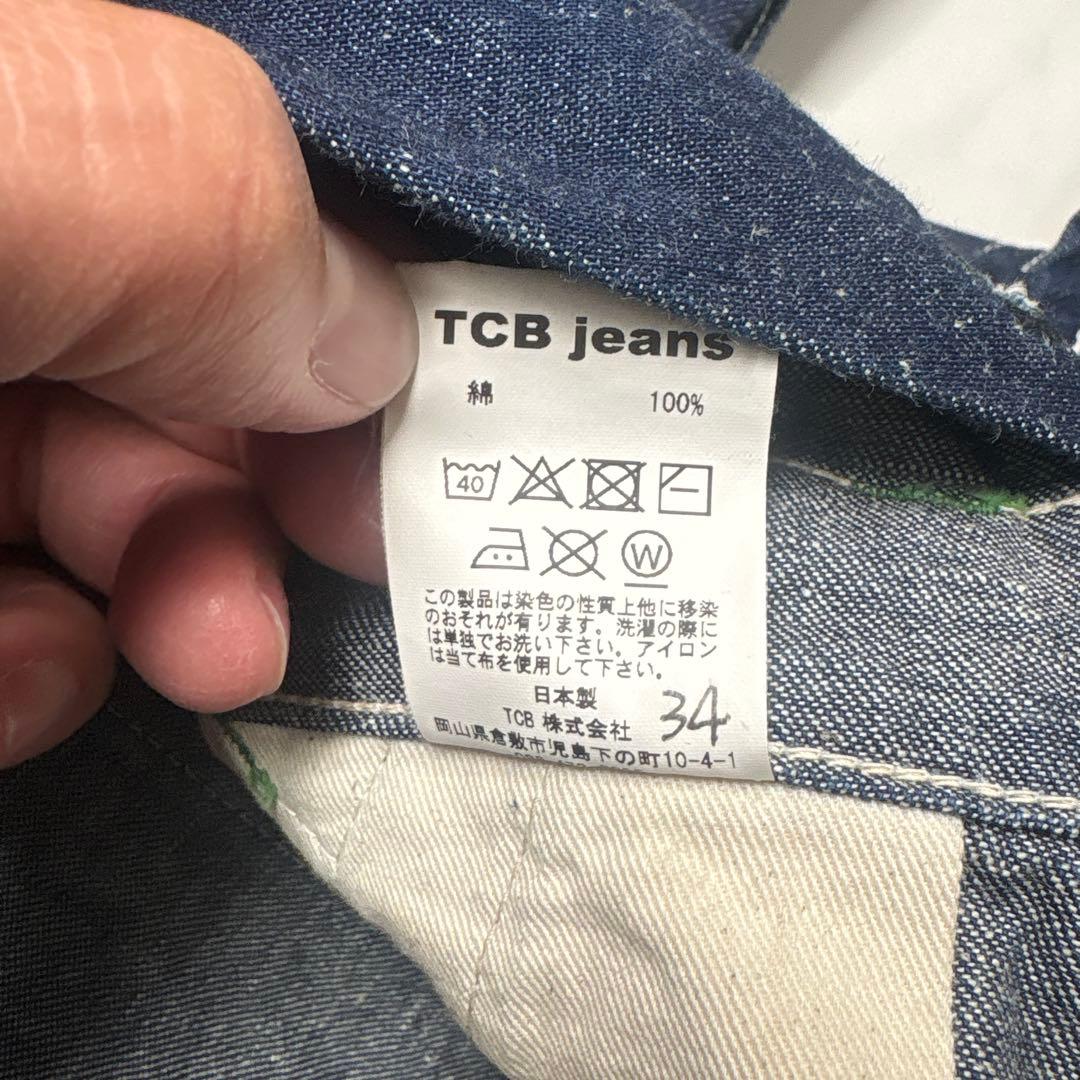 TCB jeans
綿 100%
40
W
この製品は染色の性質上他に移染
のおそれが有ります。洗濯の際に
は単独でお洗い下さい。アイロン
は当て布を使用して下さい。
日本製
TCB 株式会社 34
岡山県倉敷市児島下の町10-4-1